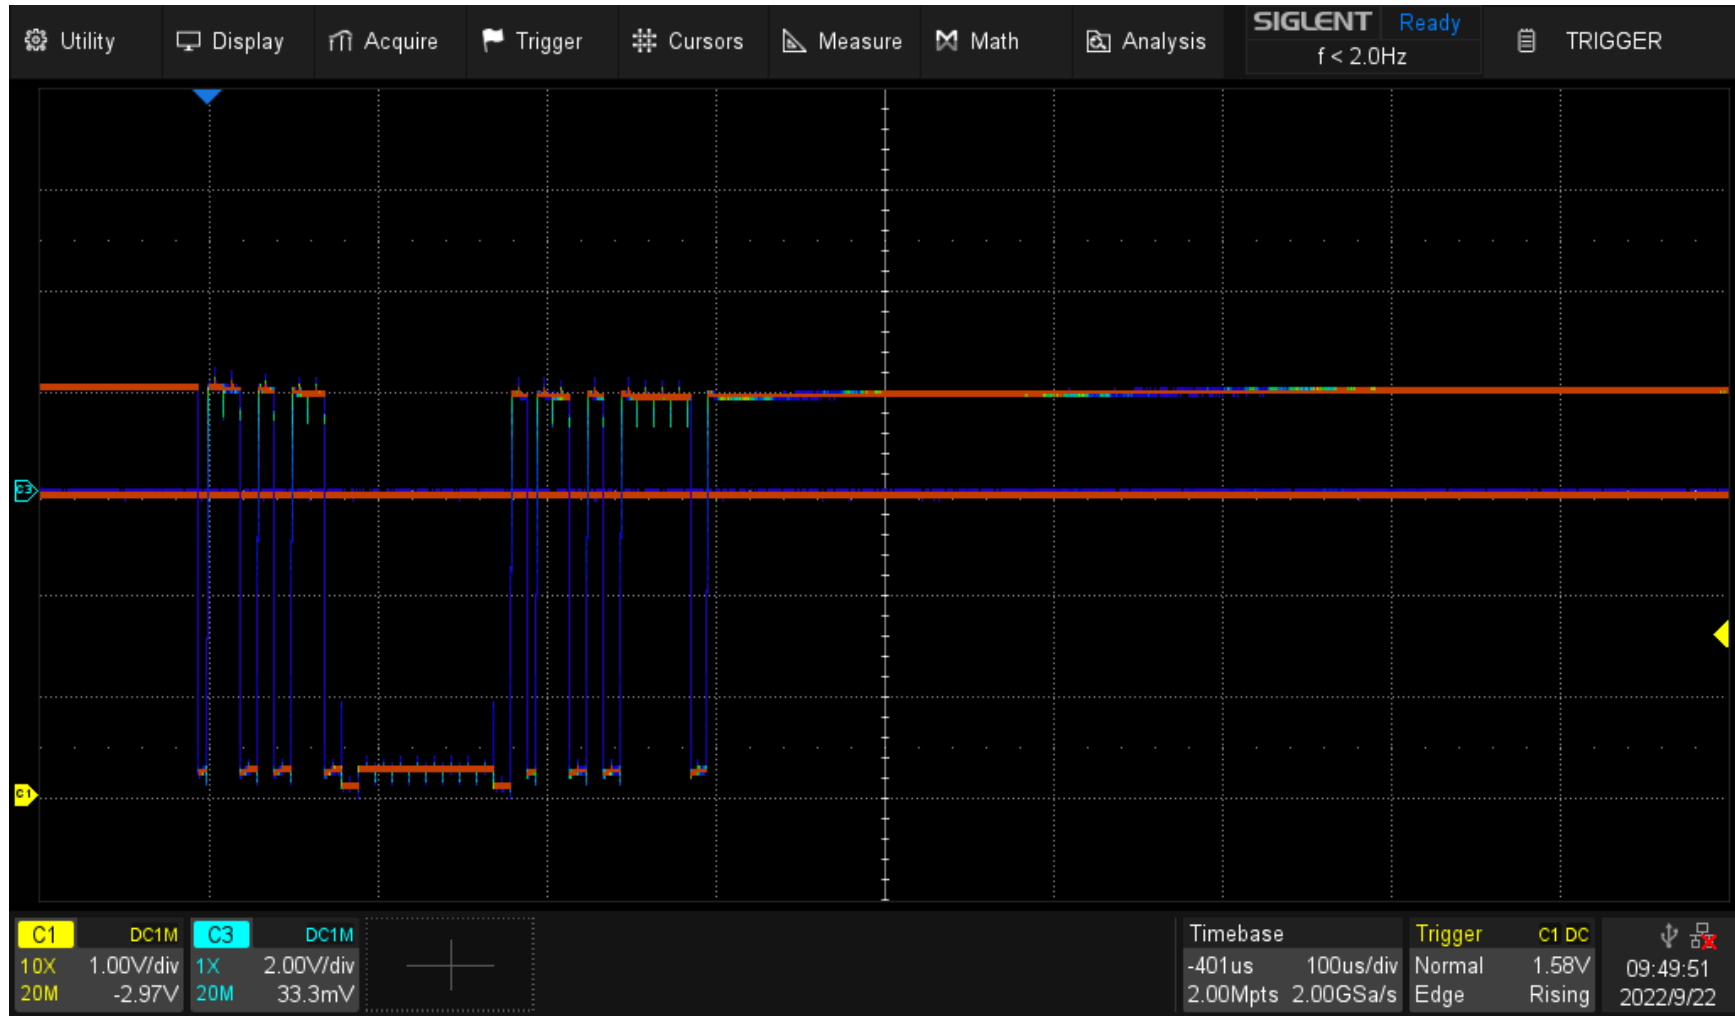 Utility Display Acquire Trigger Cursors Measure Math Analysis SIGLENT Ready TRIGGER
f < 2.0Hz
C3
C1
C1 DC1M C3 DC1M Timebase Trigger C1 DC
10X 1.00V/div 1X 2.00V/div -401us 100us/div Normal 1.58V 09:49:51
20M -2.97V 20M 33.3mV 2.00Mpts 2.00GSa/s Edge Rising 2022/9/22